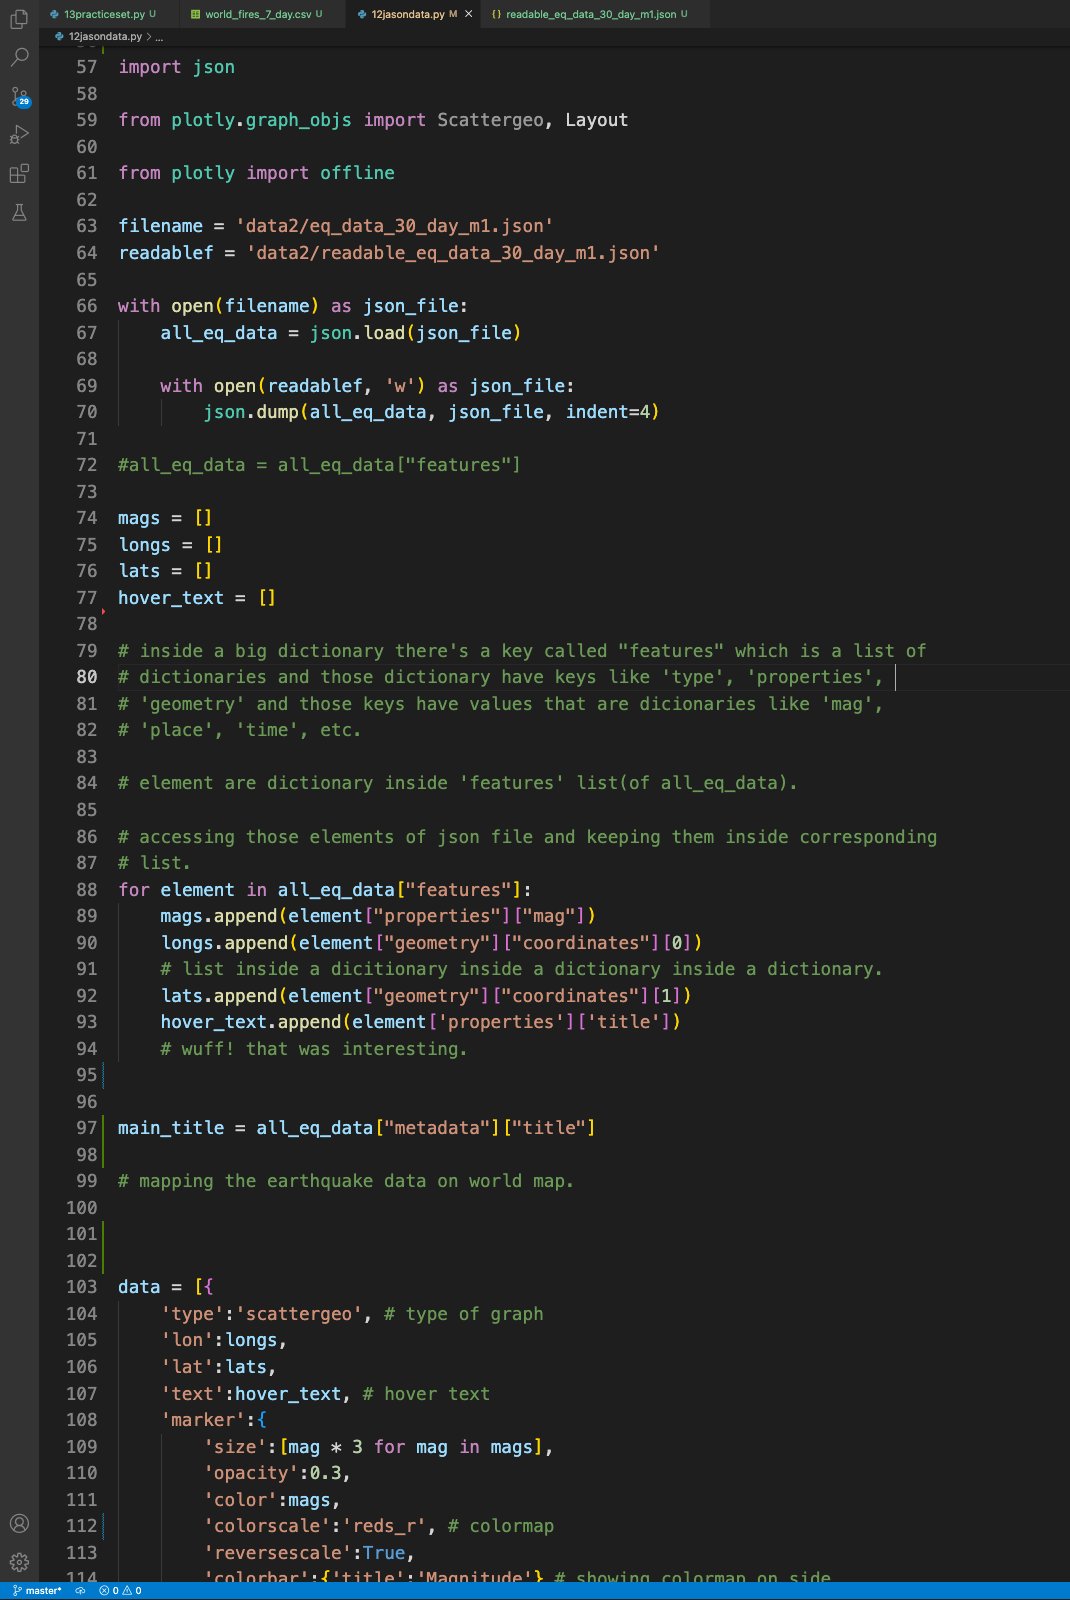 13practiceset.py U
world_fires_7_day.csv U
12jasondata.py M ×
{} readable_eq_data_30_day_m1.json U
12jasondata.py > ...
57 import json
58
59 from plotly.graph_objs import Scattergeo, Layout
60
61 from plotly import offline
62
63 filename = 'data2/eq_data_30_day_m1.json'
64 readablef = 'data2/readable_eq_data_30_day_m1.json'
65
66 with open(filename) as json_file:
67     all_eq_data = json.load(json_file)
68
69     with open(readablef, 'w') as json_file:
70         json.dump(all_eq_data, json_file, indent=4)
71
72 #all_eq_data = all_eq_data["features"]
73
74 mags = []
75 longs = []
76 lats = []
77 hover_text = []
78
79 # inside a big dictionary there's a key called "features" which is a list of
80 # dictionaries and those dictionary have keys like 'type', 'properties',
81 # 'geometry' and those keys have values that are dicionaries like 'mag',
82 # 'place', 'time', etc.
83
84 # element are dictionary inside 'features' list(of all_eq_data).
85
86 # accessing those elements of json file and keeping them inside corresponding
87 # list.
88 for element in all_eq_data["features"]:
89     mags.append(element["properties"]["mag"])
90     longs.append(element["geometry"]["coordinates"][0])
91     # list inside a dicitionary inside a dictionary inside a dictionary.
92     lats.append(element["geometry"]["coordinates"][1])
93     hover_text.append(element['properties']['title'])
94     # wuff! that was interesting.
95
96
97 main_title = all_eq_data["metadata"]["title"]
98
99 # mapping the earthquake data on world map.
100
101
102
103 data = [{
104     'type':'scattergeo', # type of graph
105     'lon':longs,
106     'lat':lats,
107     'text':hover_text, # hover text
108     'marker':{
109         'size':[mag * 3 for mag in mags],
110         'opacity':0.3,
111         'color':mags,
112         'colorscale':'reds_r', # colormap
113         'reversescale':True,
114         'colorbar':{'title':'Magnitude'} # showing colormap on side
29
master* 0 0